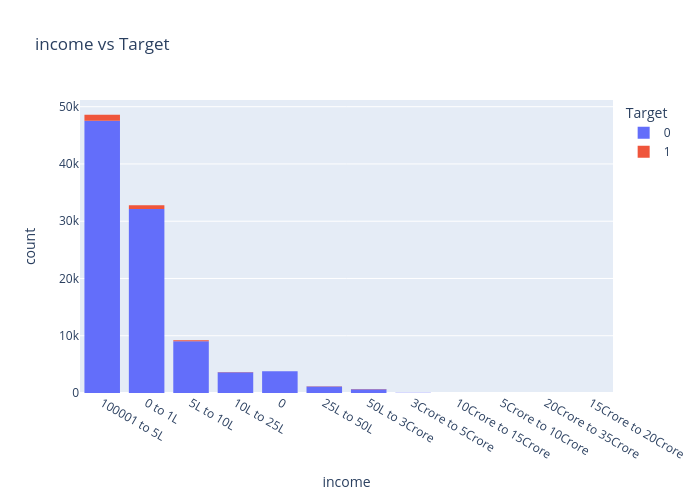 income vs Target
Target
0
1
50k
40k
30k
20k
10k
0
count
100001 to 5L
0 to 1L
5L to 10L
10L to 25L
0
25L to 50L
50L to 3Crore
3Crore to 5Crore
10Crore to 15Crore
5Crore to 10Crore
20Crore to 35Crore
15Crore to 20Crore
income